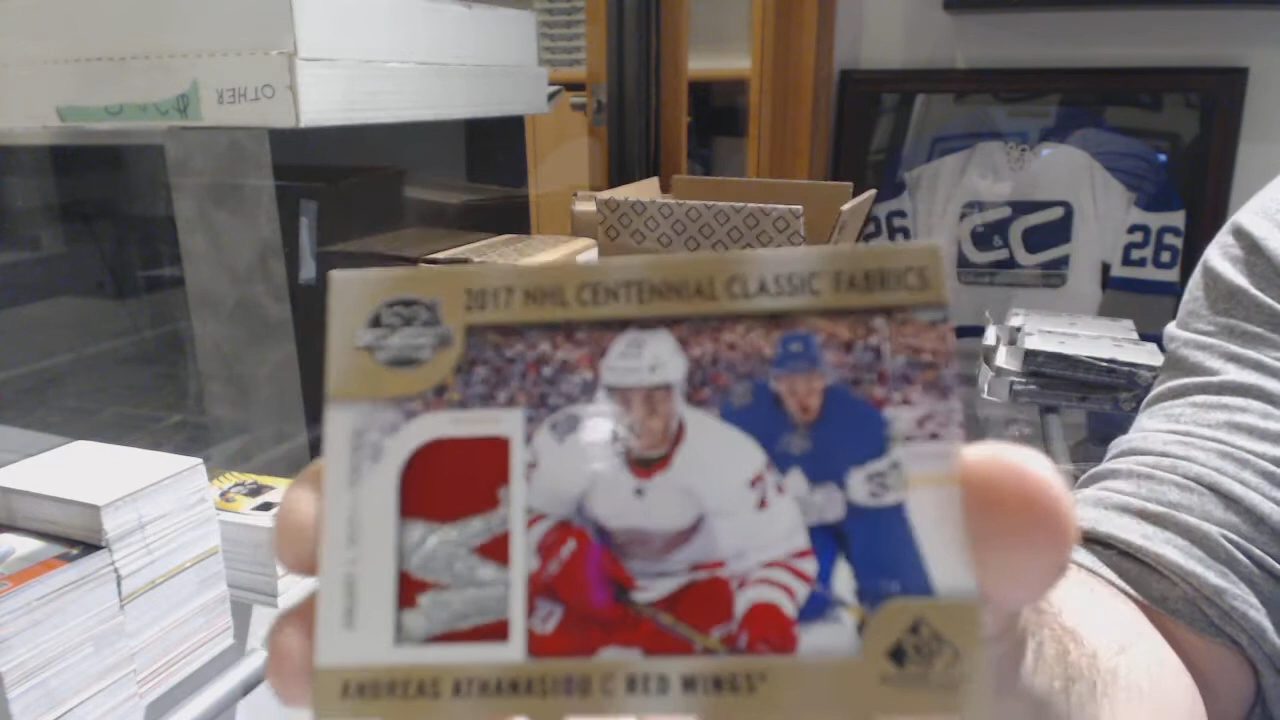 OTHER
26
C&C
26
2017 NHL CENTENNIAL CLASSIC FABRICS
ANDREAS ATHANASIOU C RED WINGS